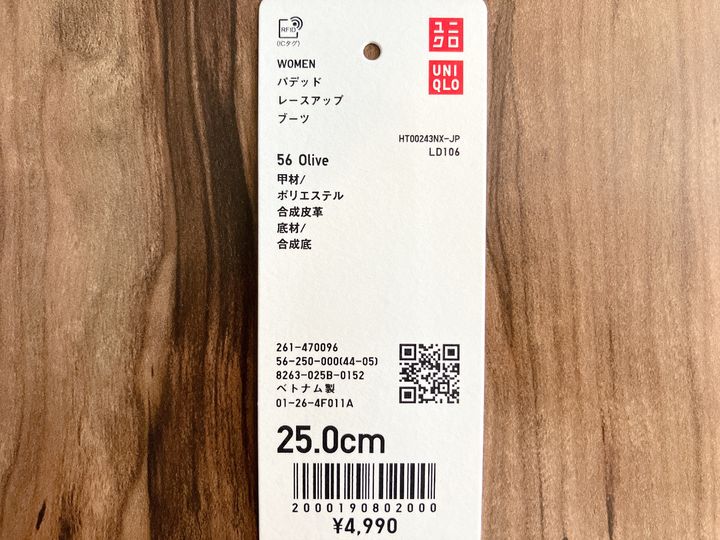 RFID
(ICタグ)
ユニ
クロ
UNI
QLO
WOMEN
パデッド
レースアップ
ブーツ
HT00243NX-JP
LD106
56 Olive
甲材/
ポリエステル
合成皮革
底材/
合成底
261-470096
56-250-000(44-05)
8263-025B-0152
ベトナム製
01-26-4F011A
25.0cm
2000190802000
¥4,990